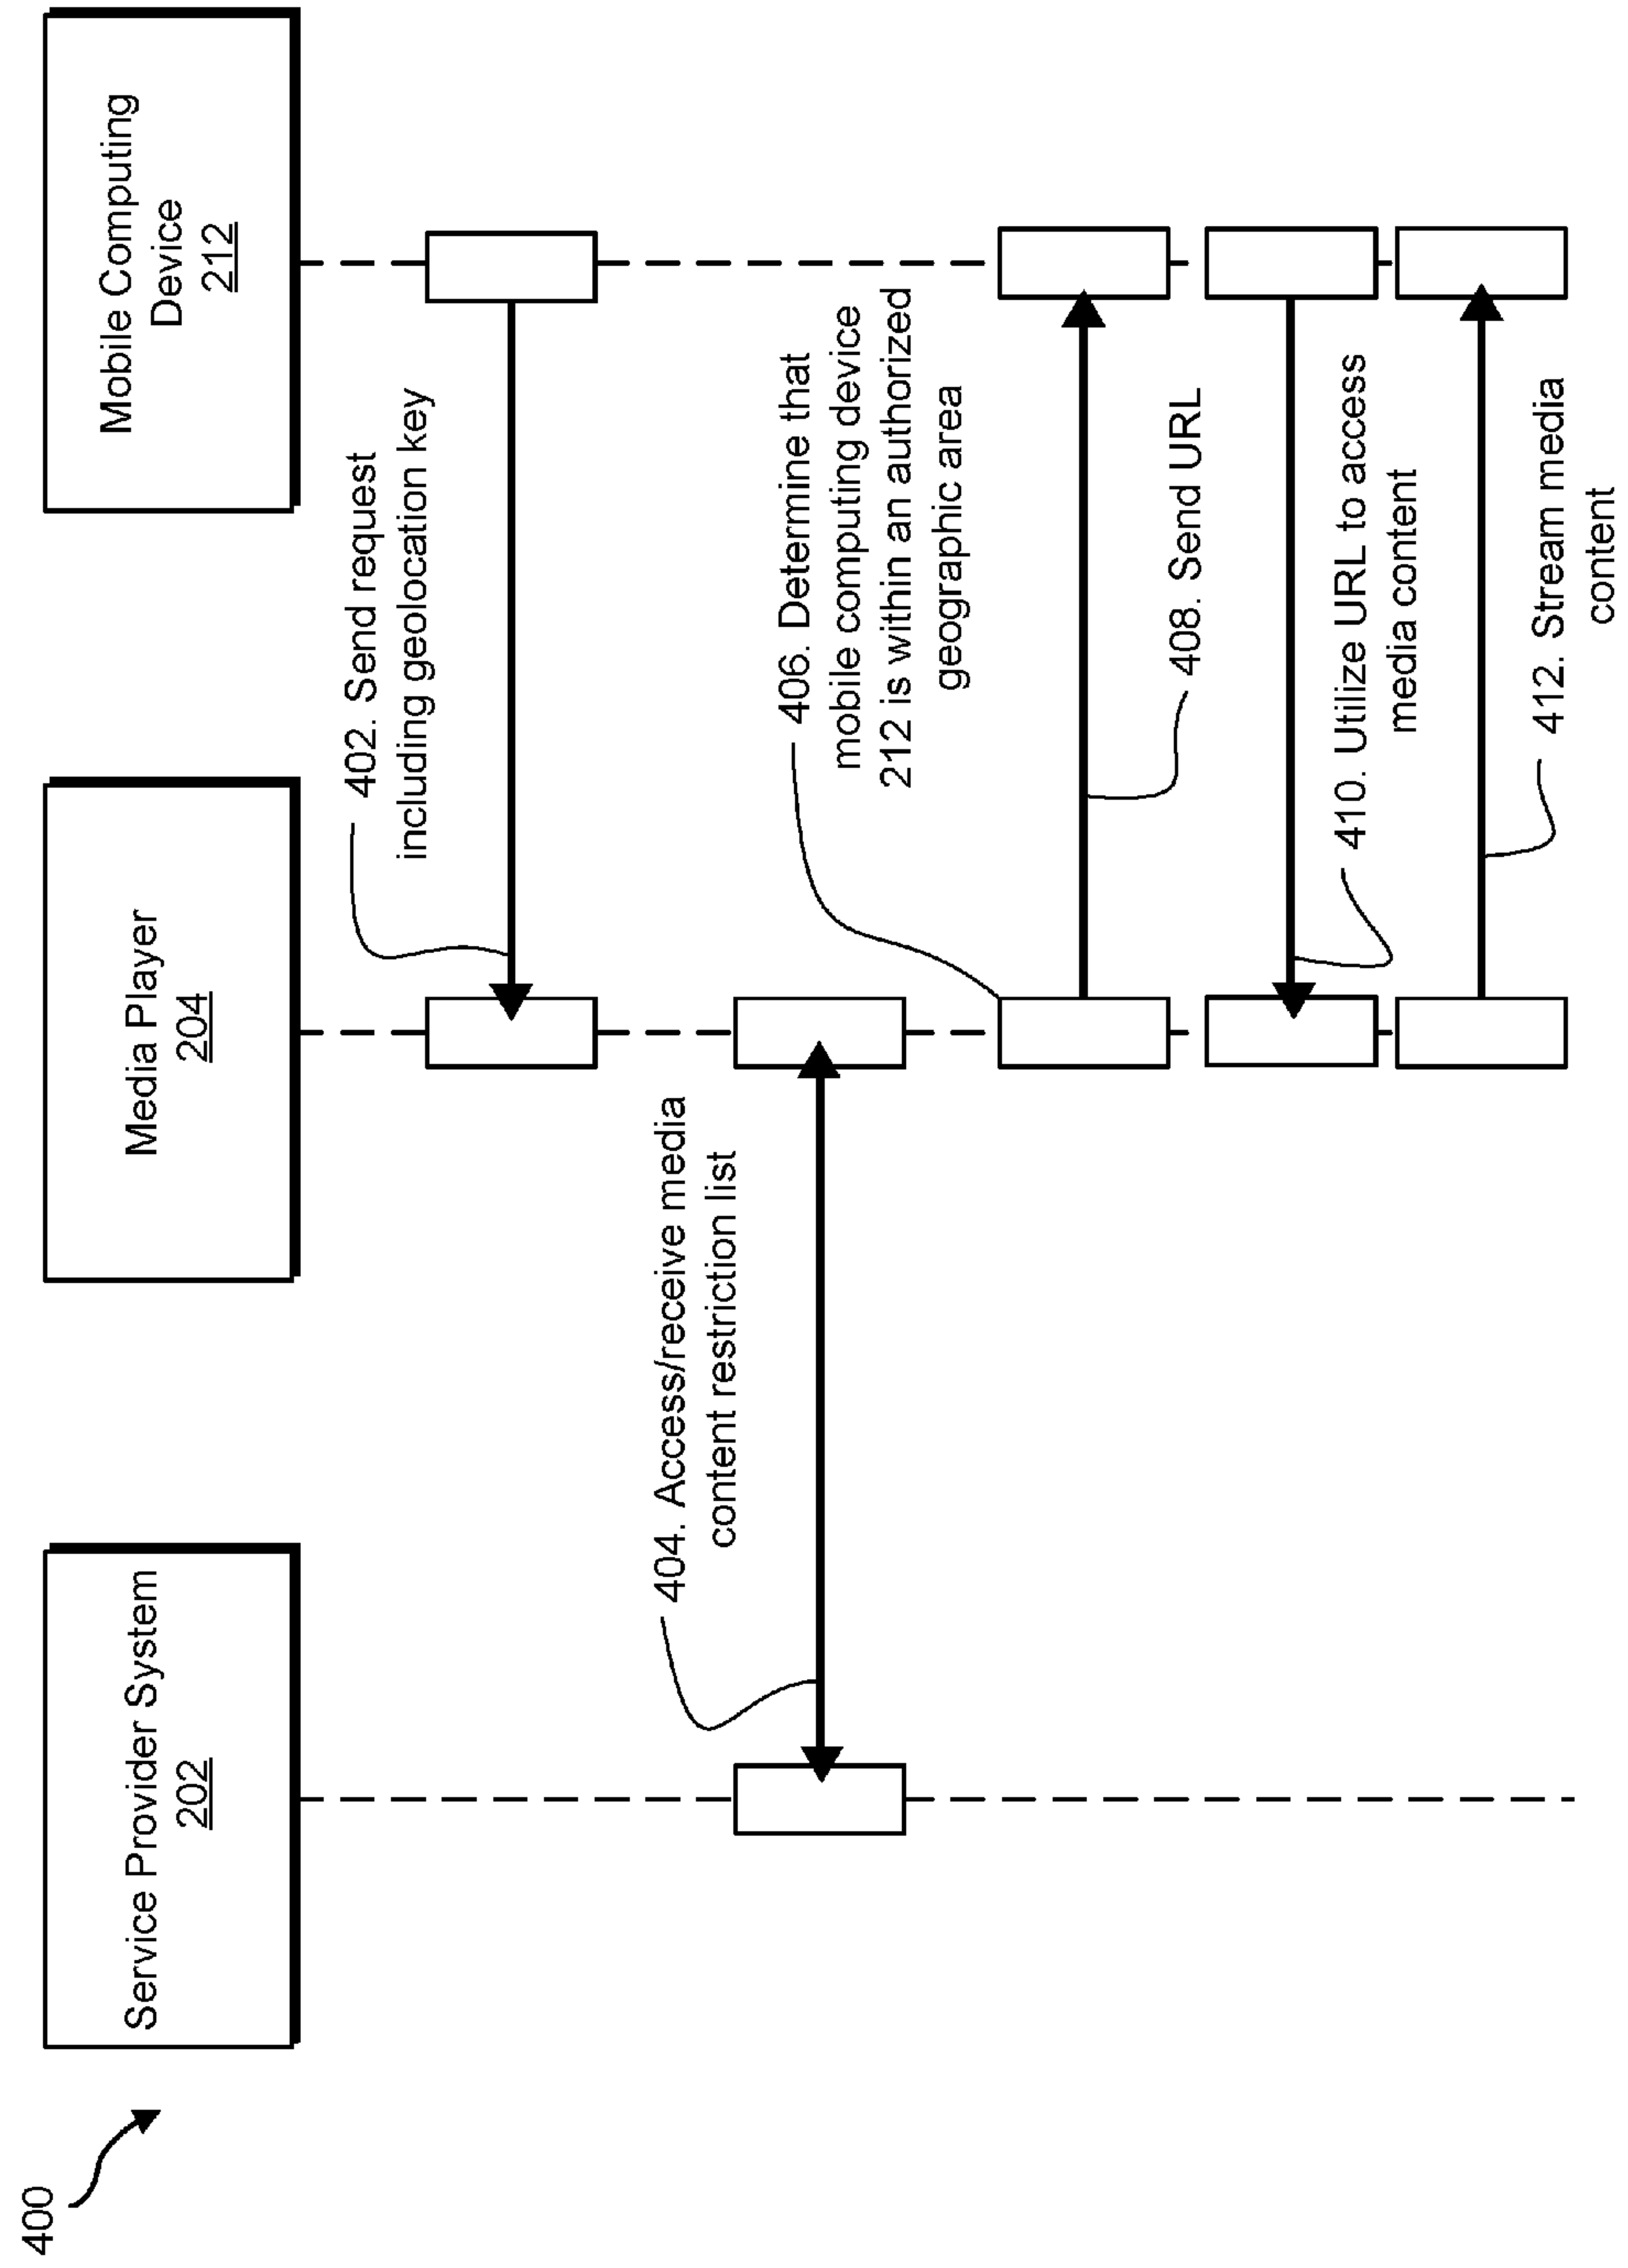 400
Service Provider System
202
Media Player
204
Mobile Computing
Device
212
402. Send request
including geolocation key
404. Access/receive media
content restriction list
406. Determine that
mobile computing device
212 is within an authorized
geographic area
408. Send URL
410. Utilize URL to access
media content
412. Stream media
content